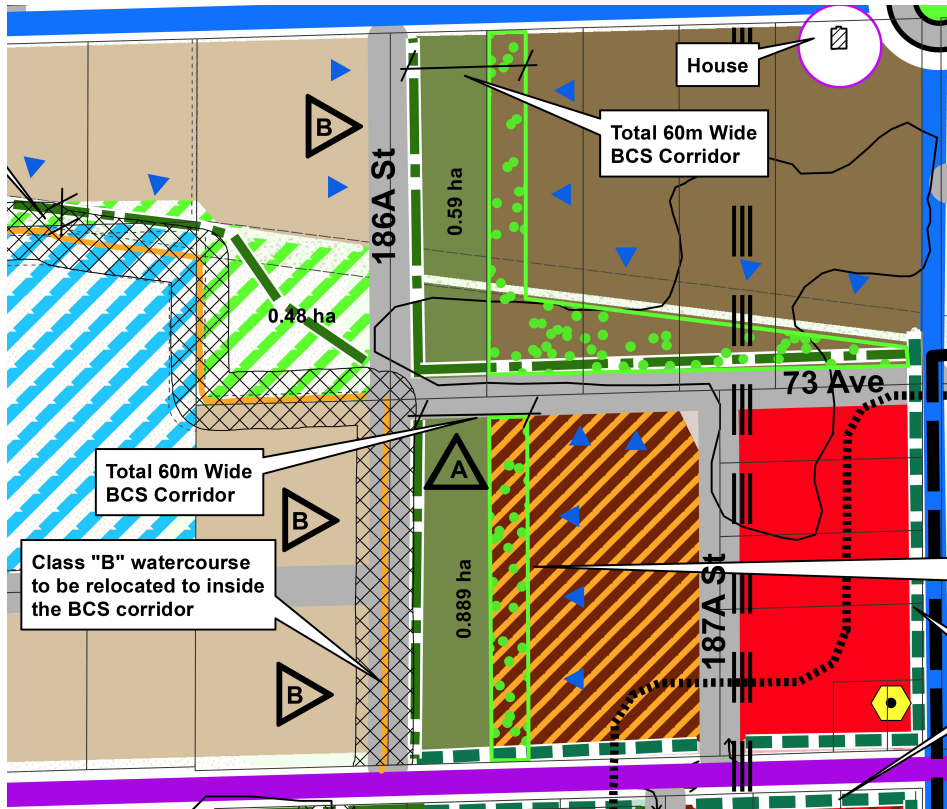 House
Total 60m Wide
BCS Corridor
B
186A St
0.59 ha
0.48 ha
73 Ave
Total 60m Wide
BCS Corridor
A
B
Class "B" watercourse
to be relocated to inside
the BCS corridor
0.889 ha
187A St
B